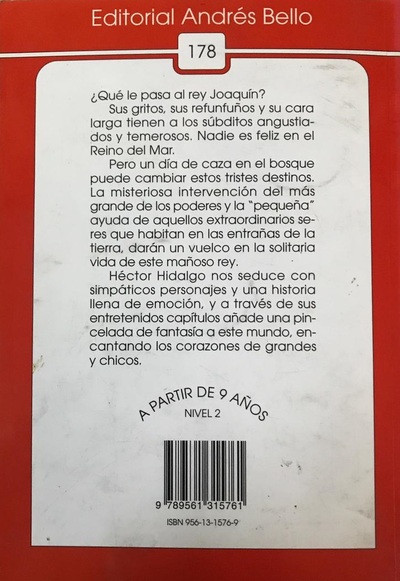 Editorial Andrés Bello
178
¿Qué le pasa al rey Joaquín?
Sus gritos, sus refunfuños y su cara
larga tienen a los súbditos angustia-
dos y temerosos. Nadie es feliz en el
Reino del Mar.
Pero un día de caza en el bosque
puede cambiar estos tristes destinos.
La misteriosa intervención del más
grande de los poderes y la "pequeña"
ayuda de aquellos extraordinarios se-
res que habitan en las entrañas de la
tierra, darán un vuelco en la solitaria
vida de este mañoso rey.
Héctor Hidalgo nos seduce con
simpáticos personajes y una historia
llena de emoción, y a través de sus
entretenidos capítulos añade una pin-
celada de fantasía a este mundo, en-
cantando los corazones de grandes
y chicos.
A PARTIR DE 9 AÑOS
NIVEL 2
9 789561 315761
ISBN 956-13-1576-9